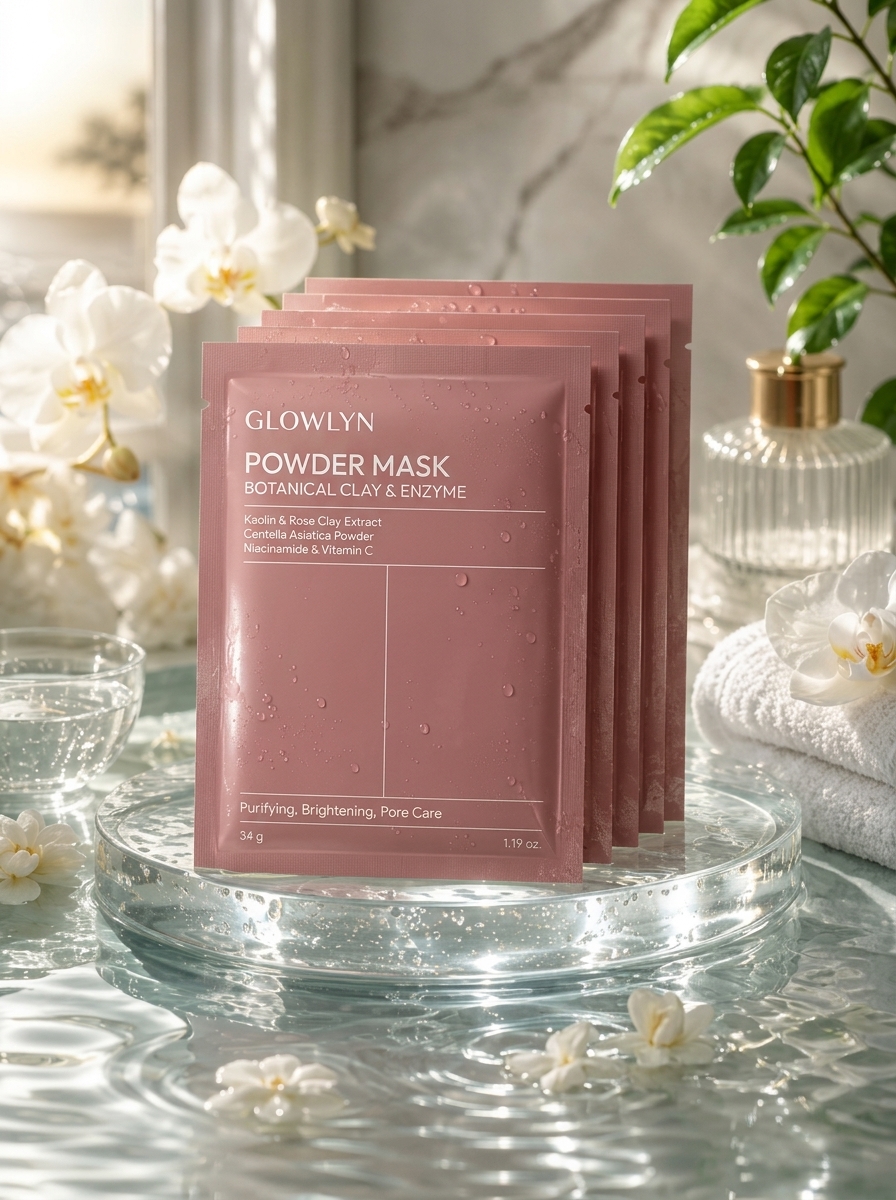 GLOWLYN
POWDER MASK
BOTANICAL CLAY & ENZYME
Kaolin & Rose Clay Extract
Centella Asiatica Powder
Niacinamide & Vitamin C
Purifying, Brightening, Pore Care
34 g
1.19 oz.